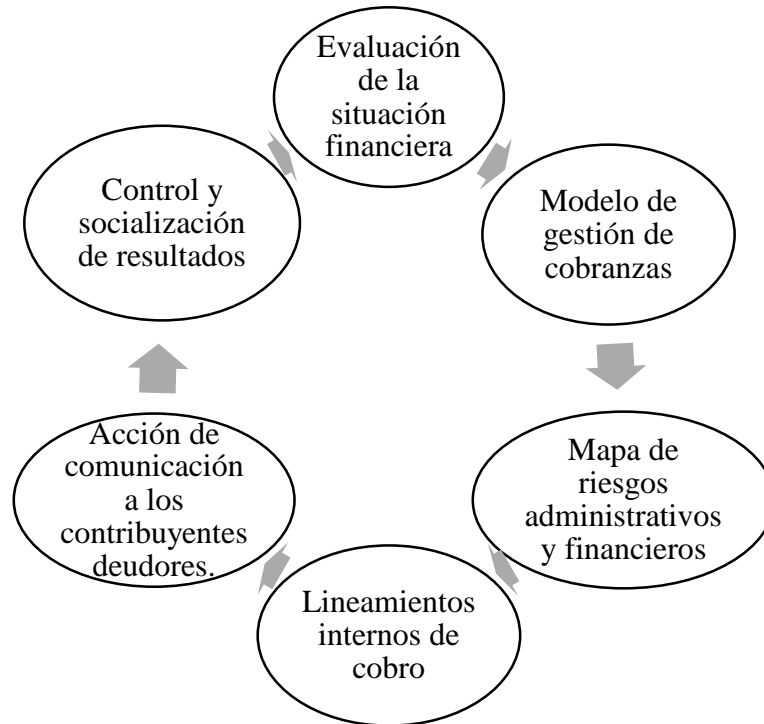 Evaluación
de la
situación
financiera
Modelo de
gestión de
cobranzas
Mapa de
riesgos
administrativos
y financieros
Lineamientos
internos de
cobro
Acción de
comunicación
a los
contribuyentes
deudores.
Control y
socialización
de resultados